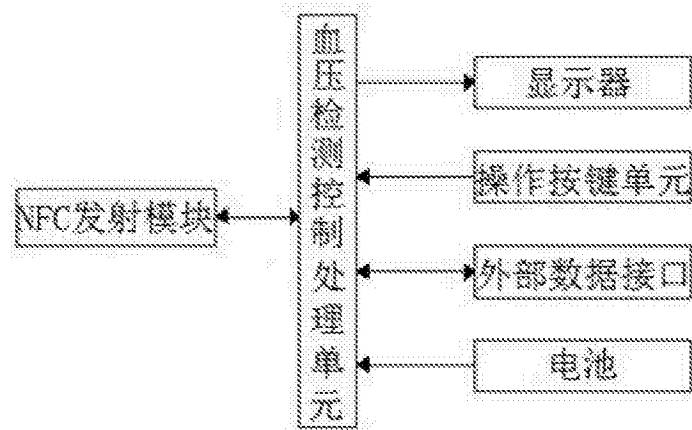 NFC发射模块
血压检测控制处理单元
显示器
操作按键单元
外部数据接口
电池